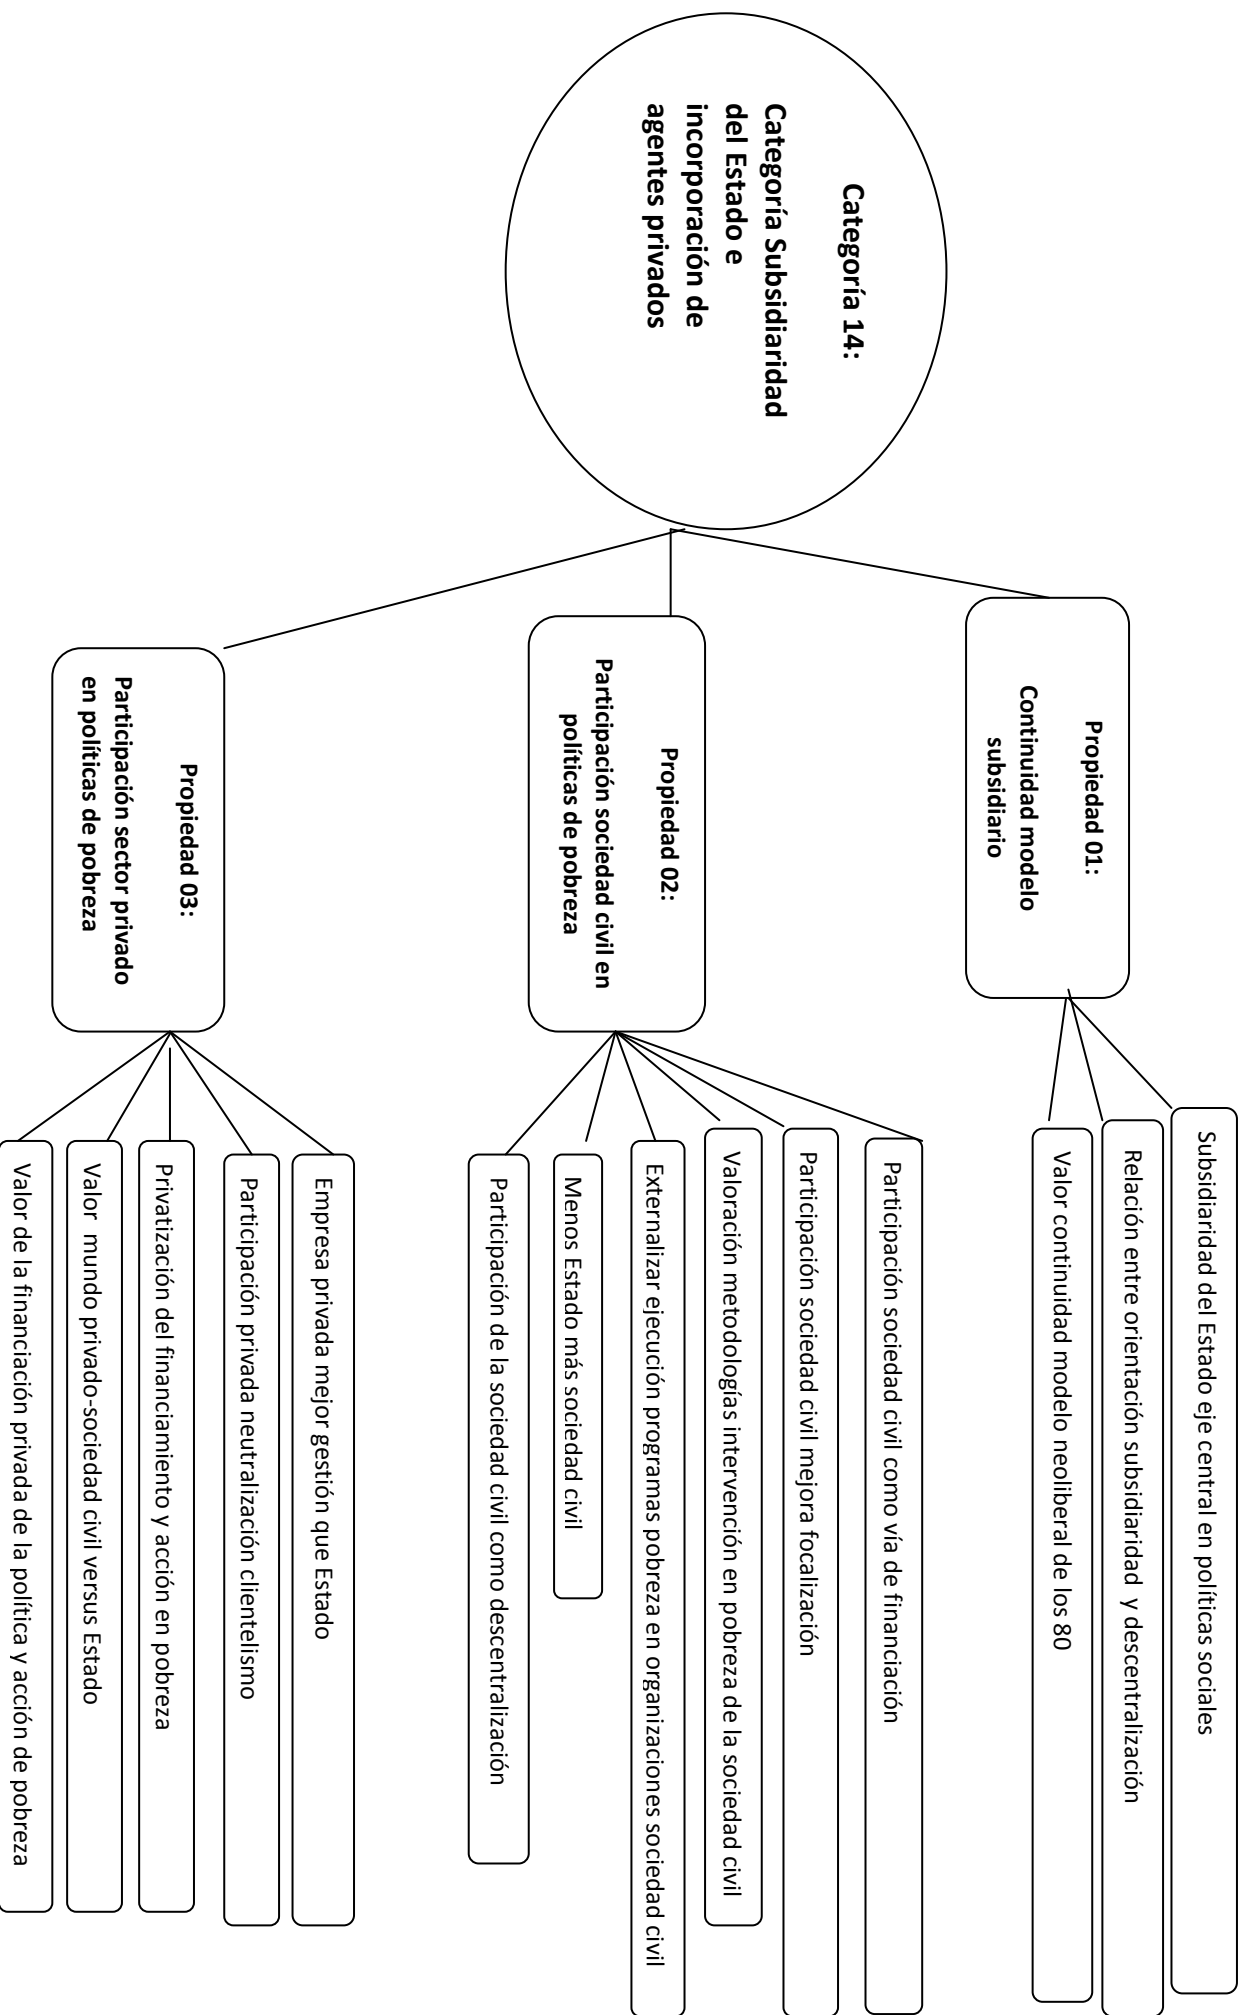 Categoría 14:
Categoría Subsidiaridad
del Estado e
incorporación de
agentes privados
Propiedad 01:
Continuidad modelo
subsidiario
Subsidiaridad del Estado eje central en políticas sociales
Relación entre orientación subsidiaridad y descentralización
Valor continuidad modelo neoliberal de los 80
Propiedad 02:
Participación sociedad civil en
políticas de pobreza
Participación sociedad civil como vía de financiación
Participación sociedad civil mejora focalización
Valoración metodologías intervención en pobreza de la sociedad civil
Externalizar ejecución programas pobreza en organizaciones sociedad civil
Menos Estado más sociedad civil
Participación de la sociedad civil como descentralización
Propiedad 03:
Participación sector privado
en políticas de pobreza
Empresa privada mejor gestión que Estado
Participación privada neutralización clientelismo
Privatización del financiamiento y acción en pobreza
Valor mundo privado-sociedad civil versus Estado
Valor de la financiación privada de la política y acción de pobreza